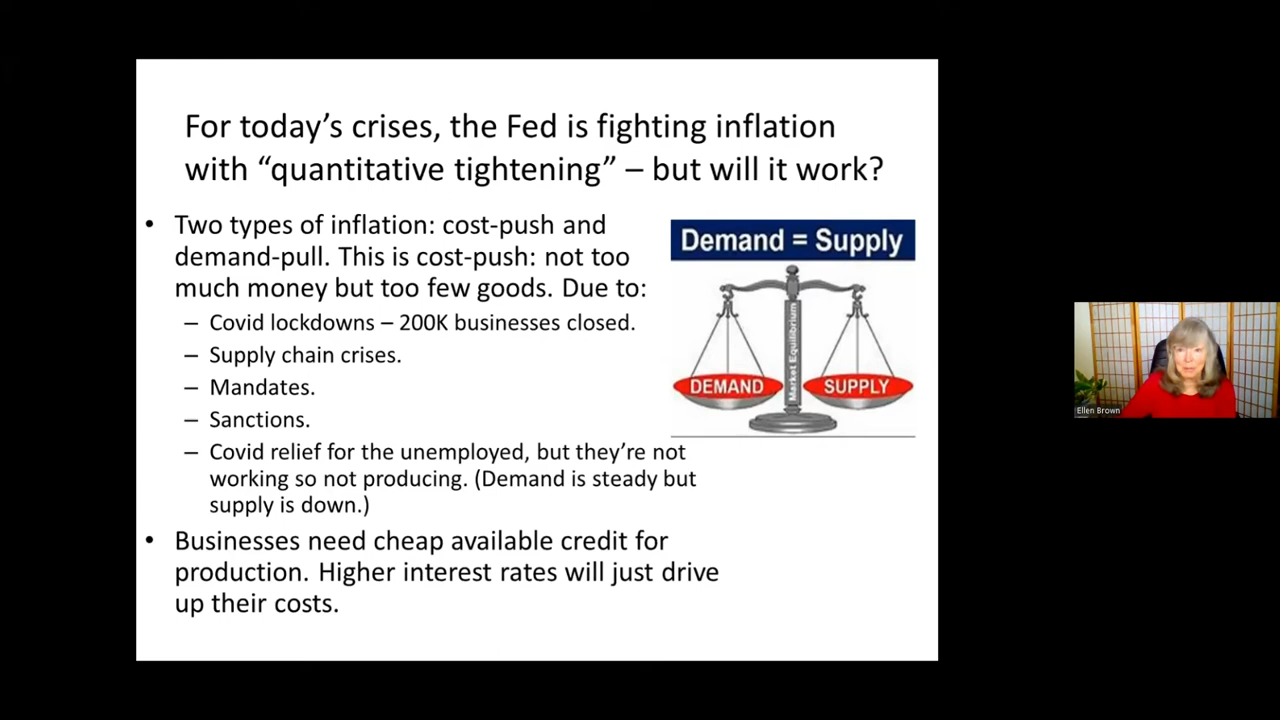 For today’s crises, the Fed is fighting inflation
with “quantitative tightening” – but will it work?
• Two types of inflation: cost-push and
demand-pull. This is cost-push: not too
much money but too few goods. Due to:
– Covid lockdowns – 200K businesses closed.
– Supply chain crises.
– Mandates.
– Sanctions.
– Covid relief for the unemployed, but they’re not
working so not producing. (Demand is steady but
supply is down.)
• Businesses need cheap available credit for
production. Higher interest rates will just drive
up their costs.
Demand = Supply
DEMAND
Market Equilibrium
SUPPLY
Ellen Brown